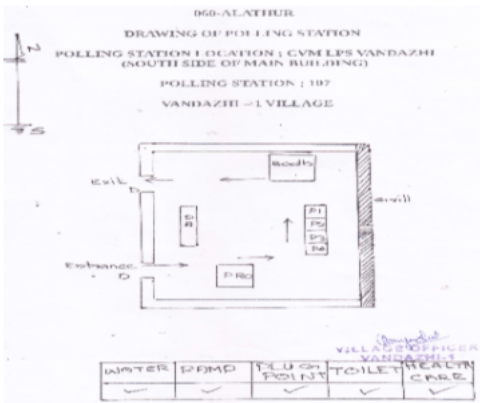 060-ALATHUR
DRAWING OF POLLING STATION
POLLING STATION LOCATION ; GVM LPS VANDAZHI
(SOUTH SIDE OF MAIN BUILDING)
POLLING STATION ; 107
VANDAZHI -1 VILLAGE
N
S
Booth
Exit
D
P1
P2
P3
P4
Grill
Entrance
D
PRO
VILLAGE OFFICER
VANDAZHI-1
WATER RAMP PLUG POINT TOILET HEALTH CARE